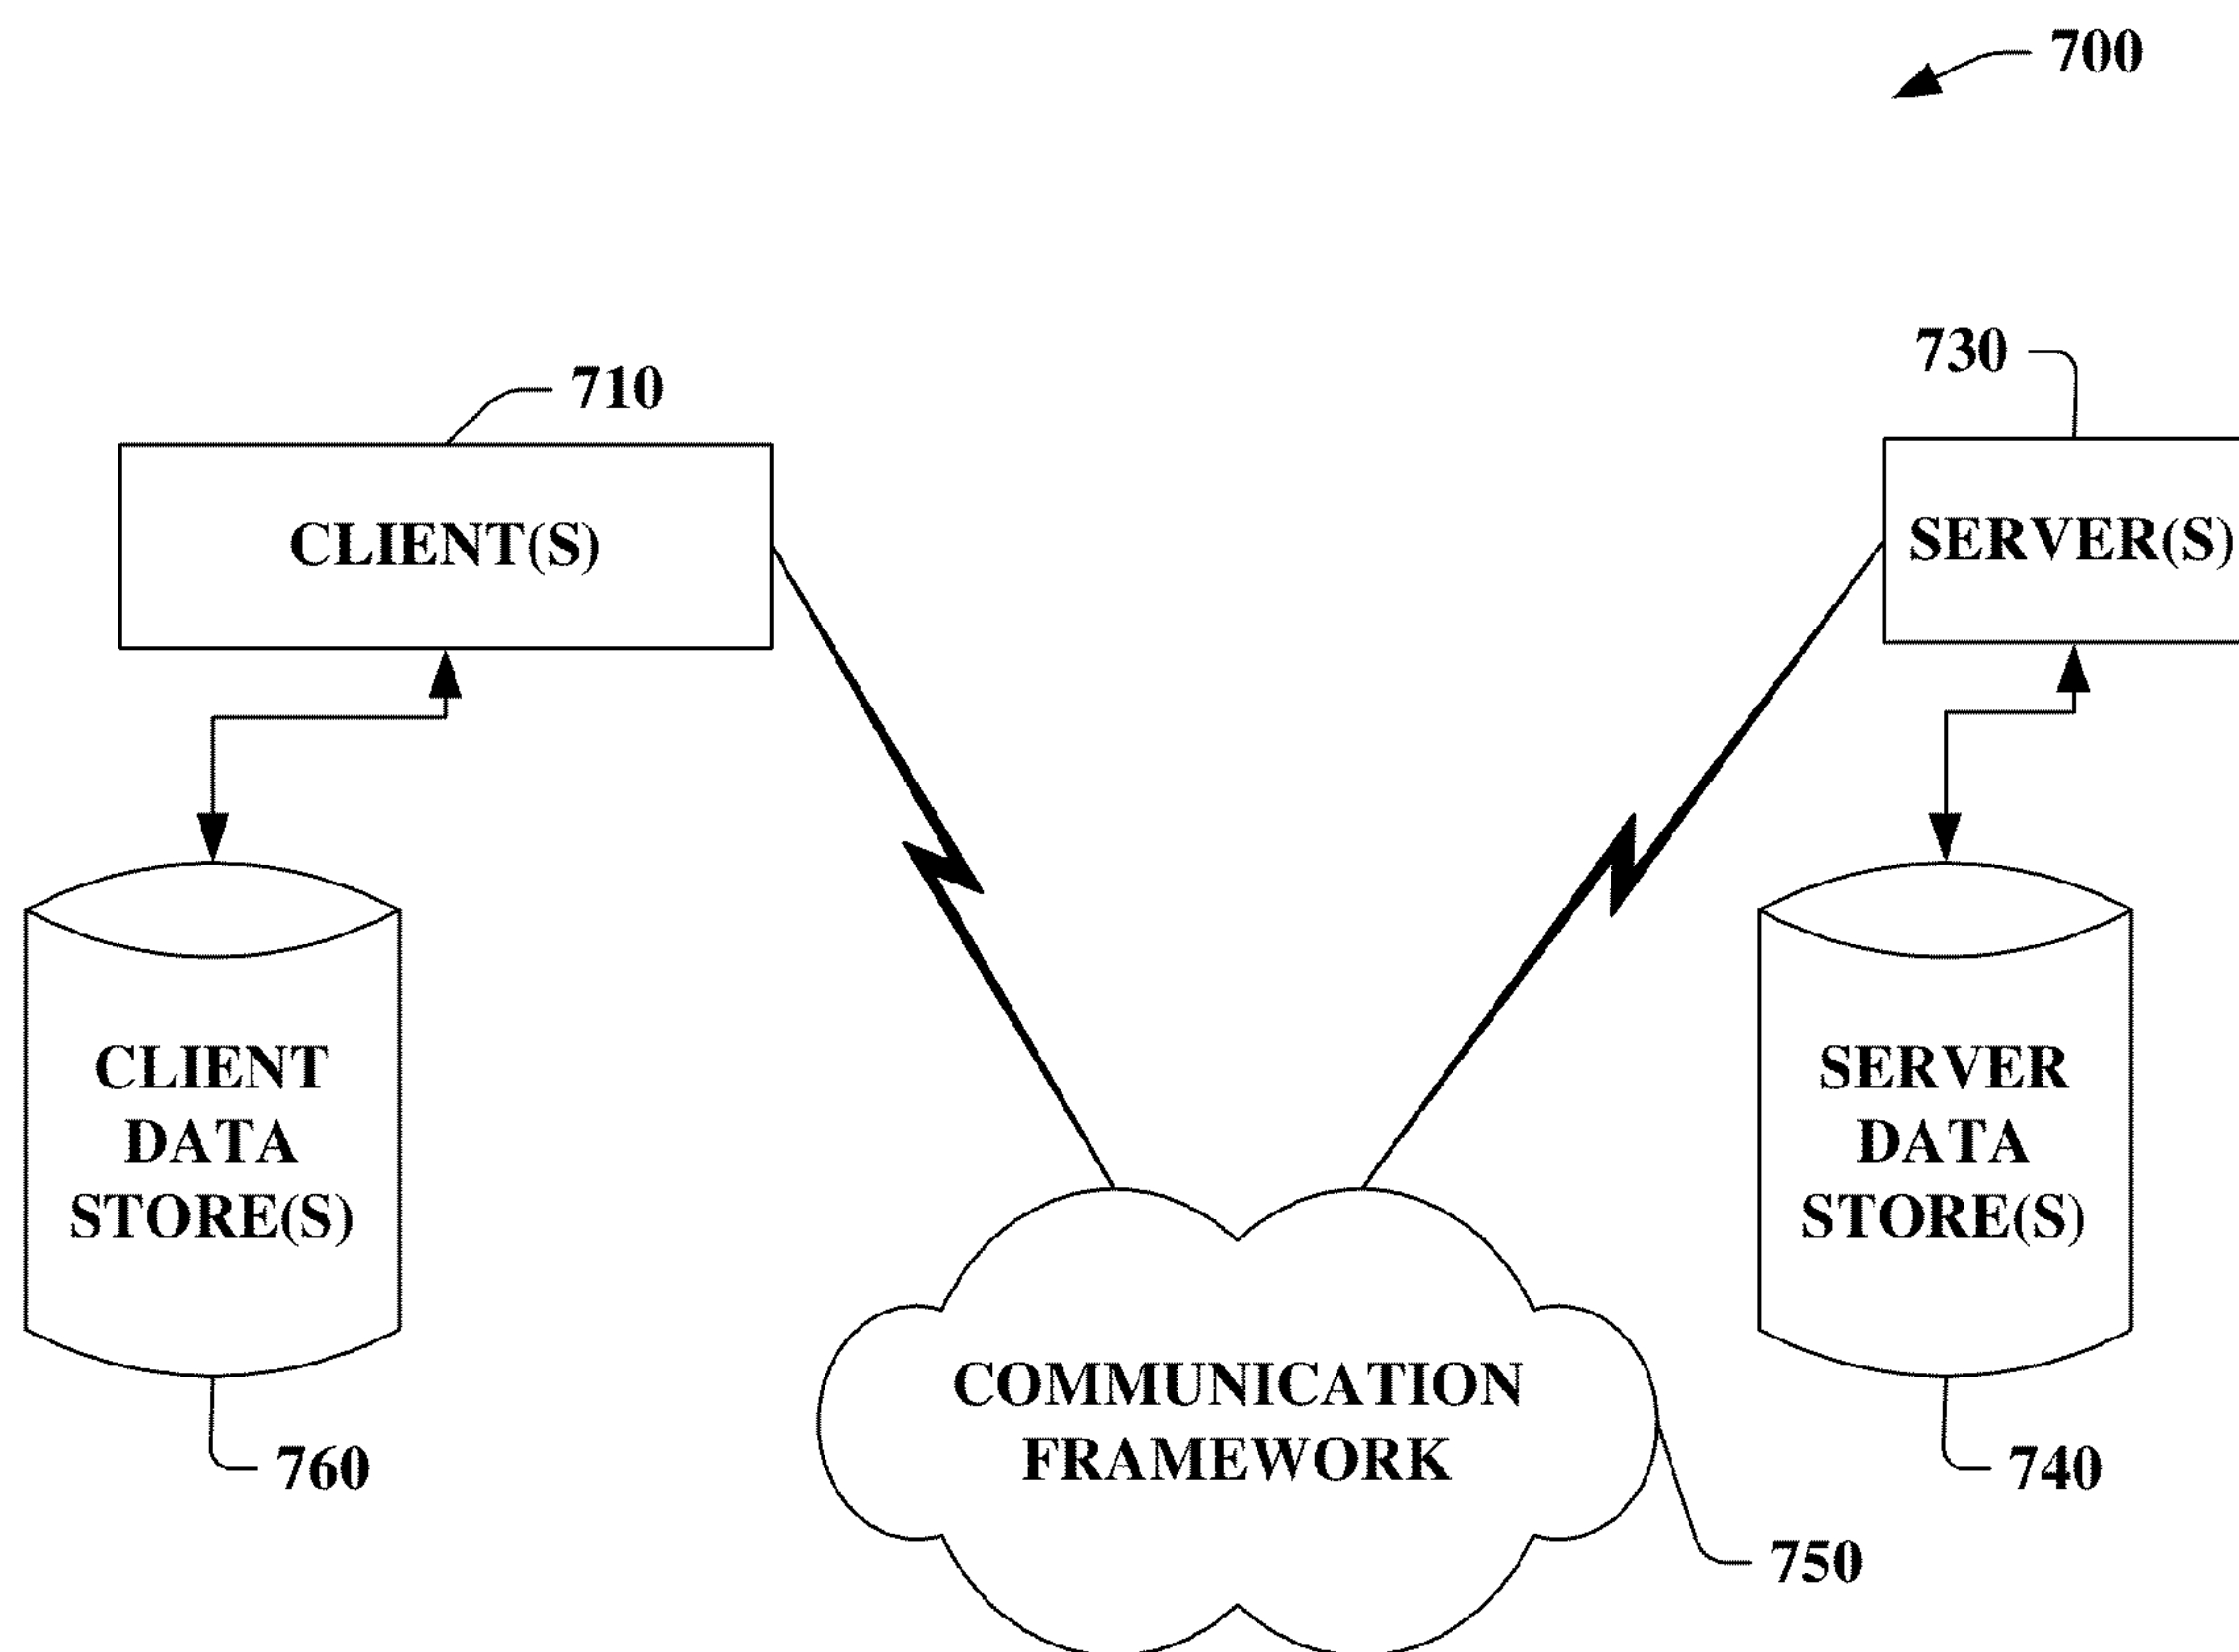 700
710
730
CLIENT(S)
SERVER(S)
CLIENT
DATA
STORE(S)
SERVER
DATA
STORE(S)
COMMUNICATION
FRAMEWORK
760
740
750